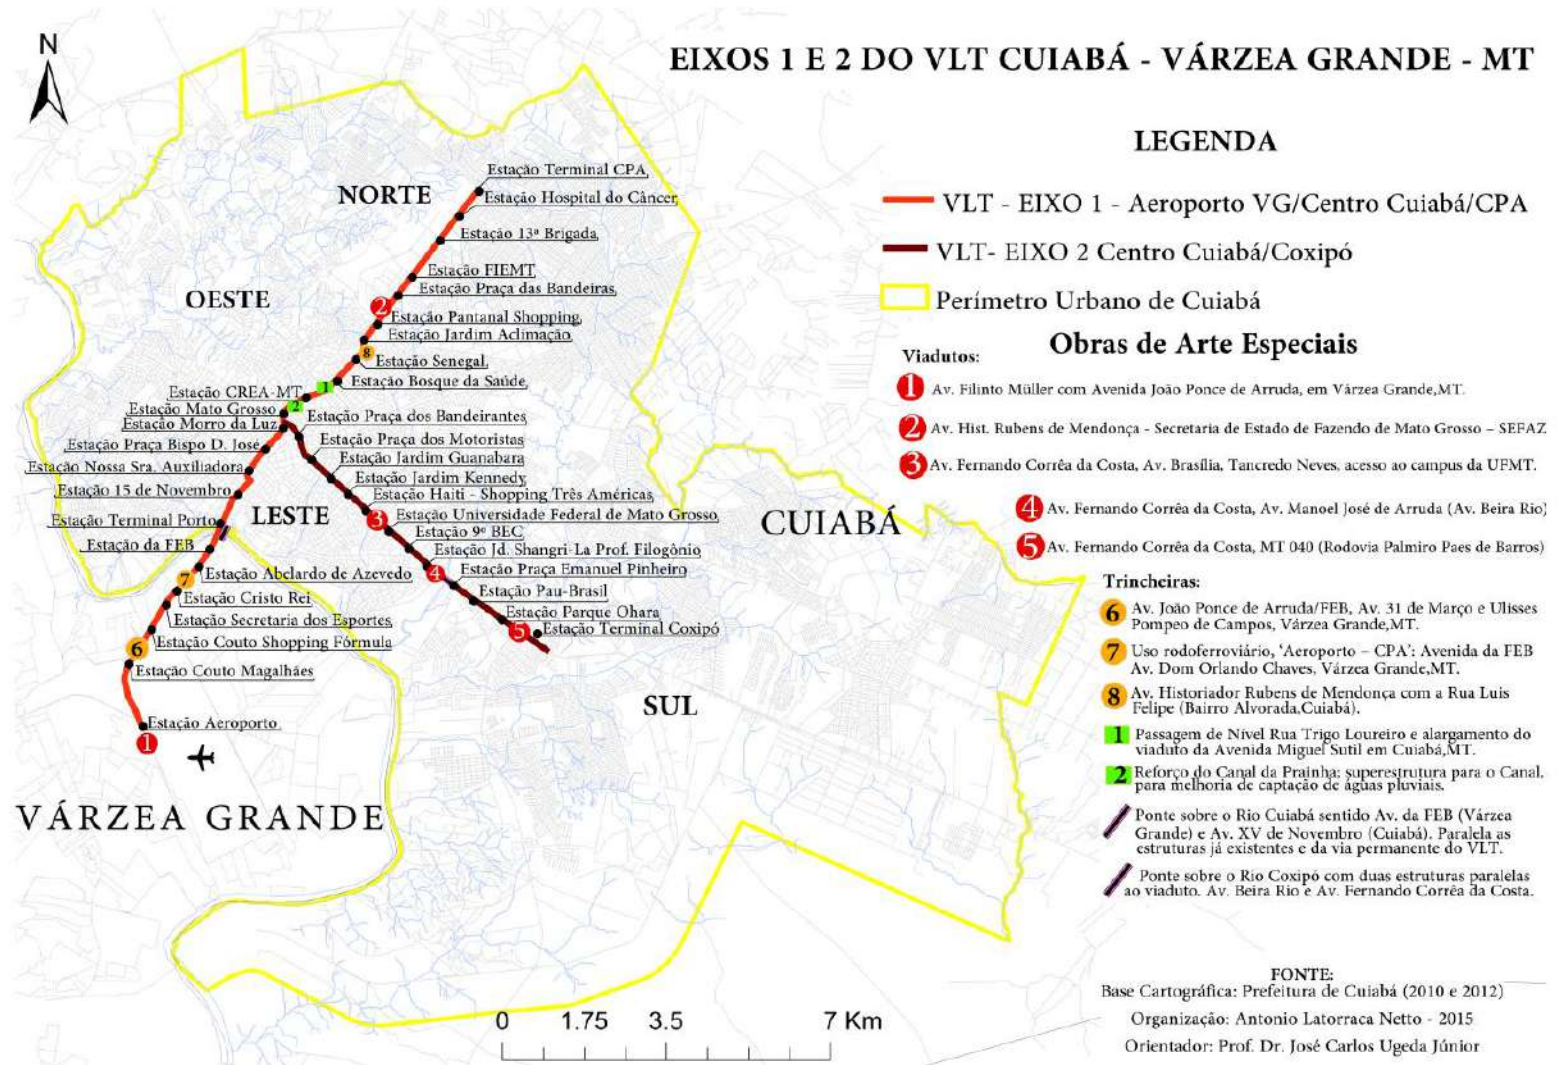 N
EIXOS 1 E 2 DO VLT CUIABÁ - VÁRZEA GRANDE - MT
LEGENDA
VLT - EIXO 1 - Aeroporto VG/Centro Cuiabá/CPA
VLT- EIXO 2 Centro Cuiabá/Coxipó
Perímetro Urbano de Cuiabá
Obras de Arte Especiais
Viadutos:
1 Av. Filinto Müller com Avenida João Ponce de Arruda, em Várzea Grande,MT.
2 Av. Hist. Rubens de Mendonça - Secretaria de Estado de Fazendo de Mato Grosso – SEFAZ
3 Av. Fernando Corrêa da Costa, Av. Brasília, Tancredo Neves, acesso ao campus da UFMT.
4 Av. Fernando Corrêa da Costa, Av. Manoel José de Arruda (Av. Beira Rio)
5 Av. Fernando Corrêa da Costa, MT 040 (Rodovia Palmiro Paes de Barros)
Trincheiras:
6 Av. João Ponce de Arruda/FEB, Av. 31 de Março e Ulisses
Pompeo de Campos, Várzea Grande,MT.
7 Uso rodoferroviário, 'Aeroporto – CPA': Avenida da FEB
Av. Dom Orlando Chaves, Várzea Grande,MT.
8 Av. Historiador Rubens de Mendonça com a Rua Luis
Felipe (Bairro Alvorada,Cuiabá).
1 Passagem de Nível Rua Trigo Loureiro e alargamento do
viaduto da Avenida Miguel Sutil em Cuiabá,MT.
2 Reforço do Canal da Prainha: superestrutura para o Canal,
para melhoria de captação de águas pluviais.
Ponte sobre o Rio Cuiabá sentido Av. da FEB (Várzea
Grande) e Av. XV de Novembro (Cuiabá). Paralela as
estruturas já existentes e da via permanente do VLT.
Ponte sobre o Rio Coxipó com duas estruturas paralelas
ao viaduto. Av. Beira Rio e Av. Fernando Corrêa da Costa.
FONTE:
Base Cartográfica: Prefeitura de Cuiabá (2010 e 2012)
Organização: Antonio Latorraca Netto - 2015
Orientador: Prof. Dr. José Carlos Ugeda Júnior
NORTE
OESTE
LESTE
SUL
CUIABÁ
VÁRZEA GRANDE
Estação Terminal CPA
Estação Hospital do Câncer
Estação 13ª Brigada
Estação FIEMT
Estação Praça das Bandeiras
2
Estação Pantanal Shopping
Estação Jardim Aclimação
8
Estação Senegal
Estação Bosque da Saúde
1
Estação CREA-MT
2
Estação Mato Grosso
Estação Morro da Luz
Estação Praça Bispo D. José
Estação Nossa Sra. Auxiliadora
Estação 15 de Novembro
Estação Terminal Porto
Estação da FEB
Estação Abelardo de Azevedo
7
Estação Cristo Rei
Estação Secretaria dos Esportes
Estação Couto Shopping Fórmula
6
Estação Couto Magalhães
Estação Aeroporto
1
Estação Praça dos Bandeirantes
Estação Praça dos Motoristas
Estação Jardim Guanabara
Estação Jardim Kennedy
Estação Haiti - Shopping Três Américas
3
Estação Universidade Federal de Mato Grosso
Estação 9º BEC
Estação Jd. Shangri-La Prof. Filogônio
4
Estação Praça Emanuel Pinheiro
Estação Pau-Brasil
Estação Parque Ohara
5
Estação Terminal Coxipó
0 1.75 3.5 7 Km